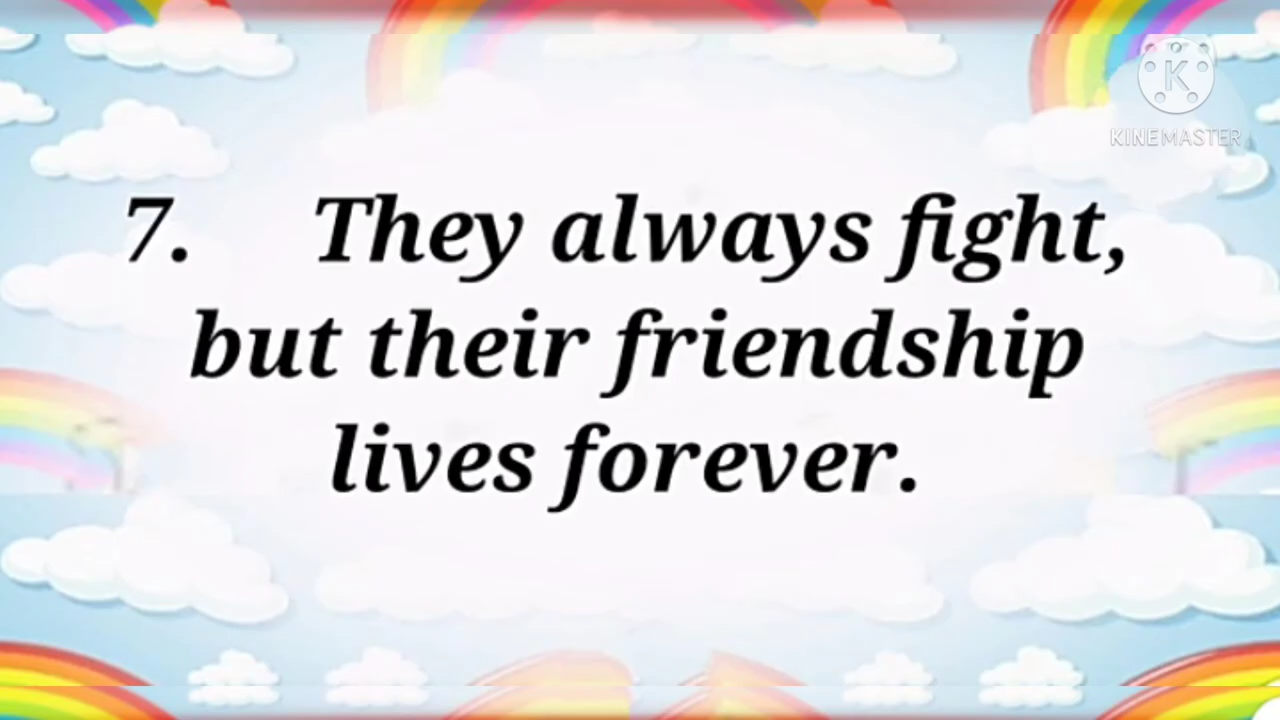 K
KINEMASTER
7. They always fight,
but their friendship
lives forever.